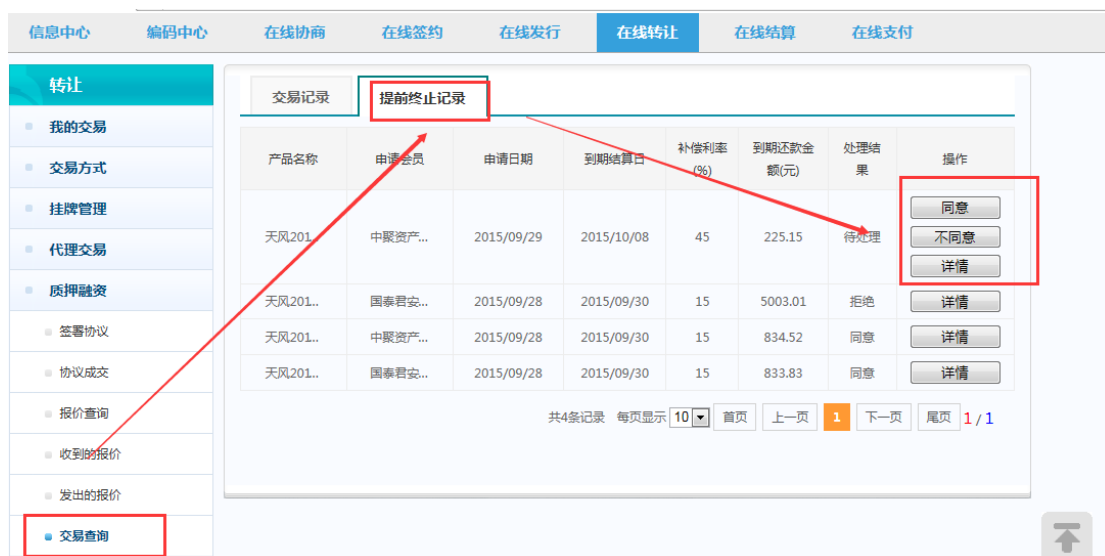 信息中心 编码中心 在线协商 在线签约 在线发行 在线转让 在线结算 在线支付
转让
我的交易
交易方式
挂牌管理
代理交易
质押融资
签署协议
协议成交
报价查询
收到的报价
发出的报价
交易查询
交易记录 提前终止记录
产品名称 申请会员 申请日期 到期结算日 补偿利率(%) 到期还款金额(元) 处理结果 操作
天风201... 中聚资产... 2015/09/29 2015/10/08 45 225.15 待处理 同意
不同意
详情
天风201... 国泰君安... 2015/09/28 2015/09/30 15 5003.01 拒绝 详情
天风201... 中聚资产... 2015/09/28 2015/09/30 15 834.52 同意 详情
天风201... 国泰君安... 2015/09/28 2015/09/30 15 833.83 同意 详情
共4条记录 每页显示 10 首页 上一页 1 下一页 尾页 1 / 1